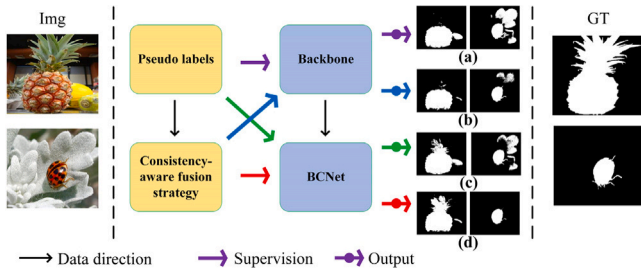 Img
GT
Pseudo labels
Backbone
(a)
(b)
Consistency-
aware fusion
strategy
BCNet
(c)
(d)
Data direction
Supervision
Output